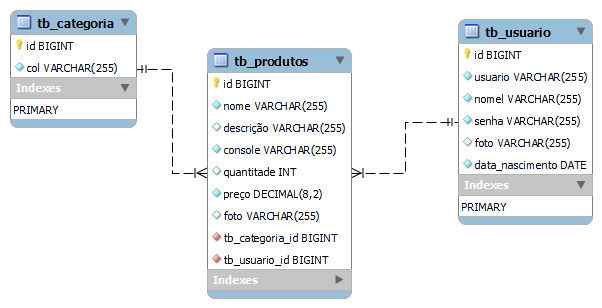 tb_categoria
id BIGINT
col VARCHAR(255)
Indexes
PRIMARY
tb_produtos
id BIGINT
nome VARCHAR(255)
descrição VARCHAR(255)
console VARCHAR(255)
quantitade INT
preço DECIMAL(8,2)
foto VARCHAR(255)
tb_categoria_id BIGINT
tb_usuario_id BIGINT
Indexes
tb_usuario
id BIGINT
usuario VARCHAR(255)
nomel VARCHAR(255)
senha VARCHAR(255)
foto VARCHAR(255)
data_nascimento DATE
Indexes
PRIMARY